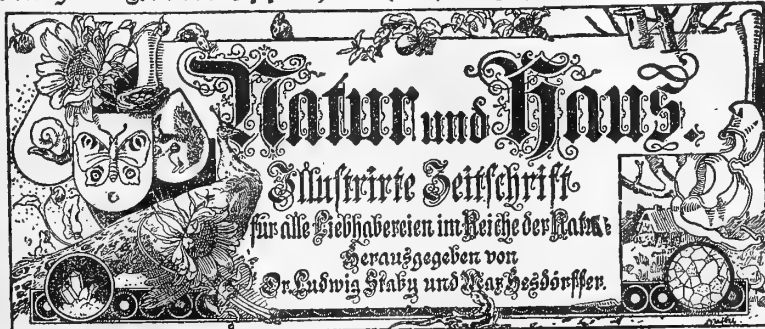 Natur und Haus.
Illustrirte Zeitschrift
für alle Liebhabereien im Reiche der Natur
Herausgegeben von
Dr. Ludwig Staby und Max Hesdörffer.